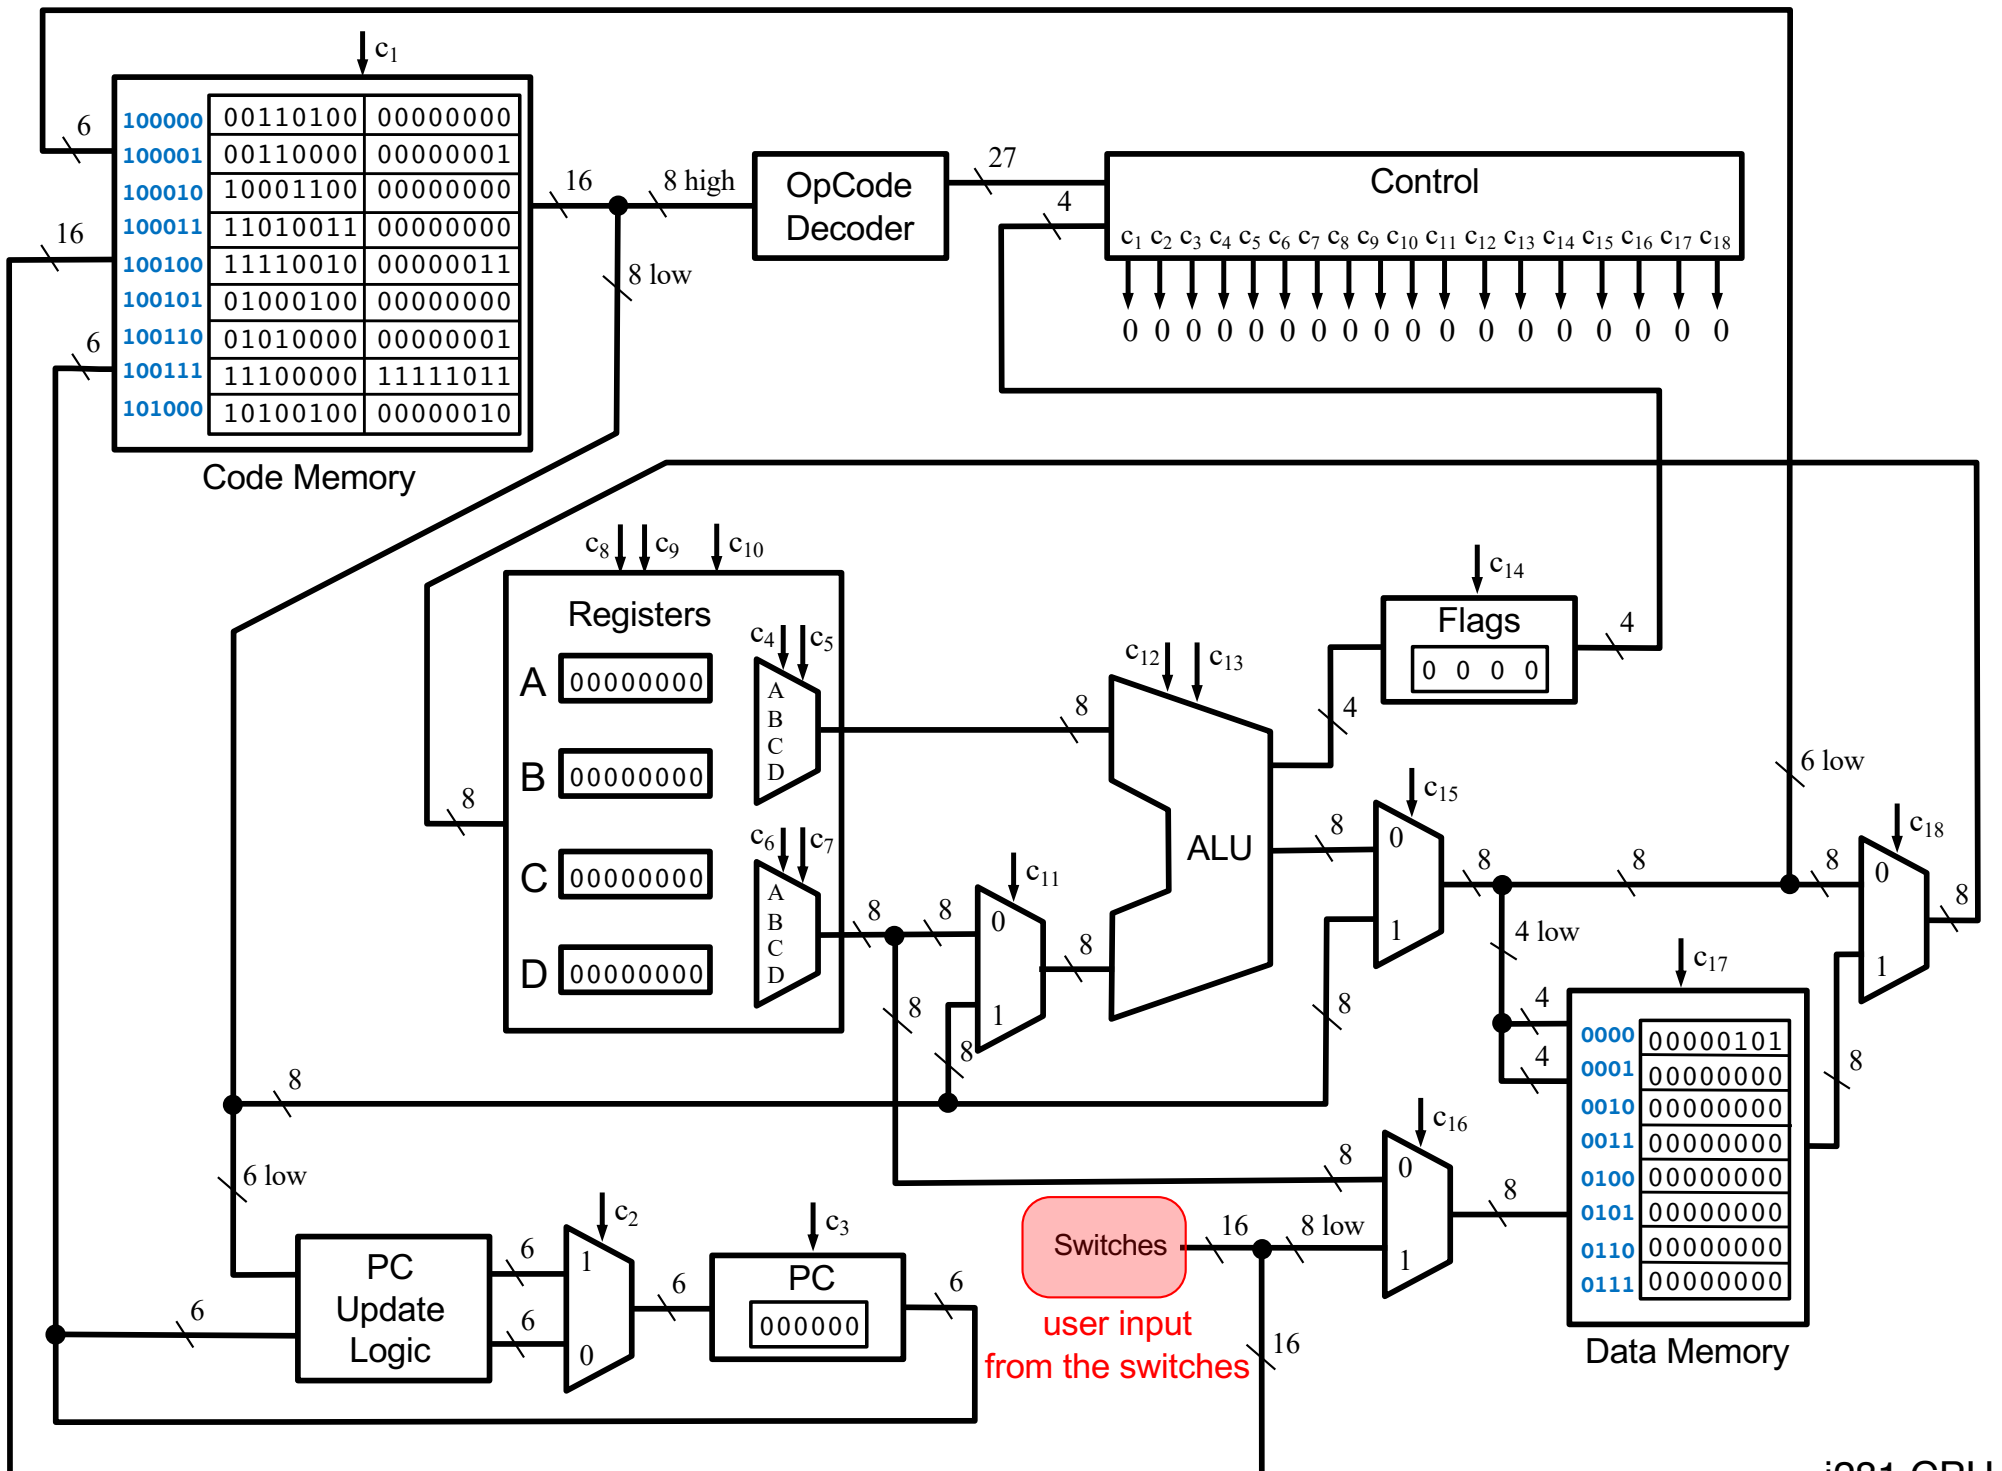 c1
100000 00110100 00000000
100001 00110000 00000001
100010 10001100 00000000
100011 11010011 00000000
100100 11110010 00000011
100101 01000100 00000000
100110 01010000 00000001
100111 11100000 11111011
101000 10100100 00000010
Code Memory
6
16
6
16
8 high
8 low
OpCode
Decoder
27
4
Control
c1 c2 c3 c4 c5 c6 c7 c8 c9 c10 c11 c12 c13 c14 c15 c16 c17 c18
0 0 0 0 0 0 0 0 0 0 0 0 0 0 0 0 0 0
c8 c9 c10
Registers
A 00000000
B 00000000
C 00000000
D 00000000
c4 c5
A
B
C
D
c6 c7
A
B
C
D
8
8
8
8
8
c11
0
1
8
8
8
c12 c13
ALU
c14
Flags
0 0 0 0
4
4
8
c15
0
1
8
8
8
8
6 low
c18
0
1
8
4 low
4
4
c17
0000 00000101
0001 00000000
0010 00000000
0011 00000000
0100 00000000
0101 00000000
0110 00000000
0111 00000000
Data Memory
8
8
c16
0
1
8
8
Switches
user input
from the switches
16
8 low
16
6 low
PC
Update
Logic
6
6
6
c2
1
0
6
c3
PC
000000
6